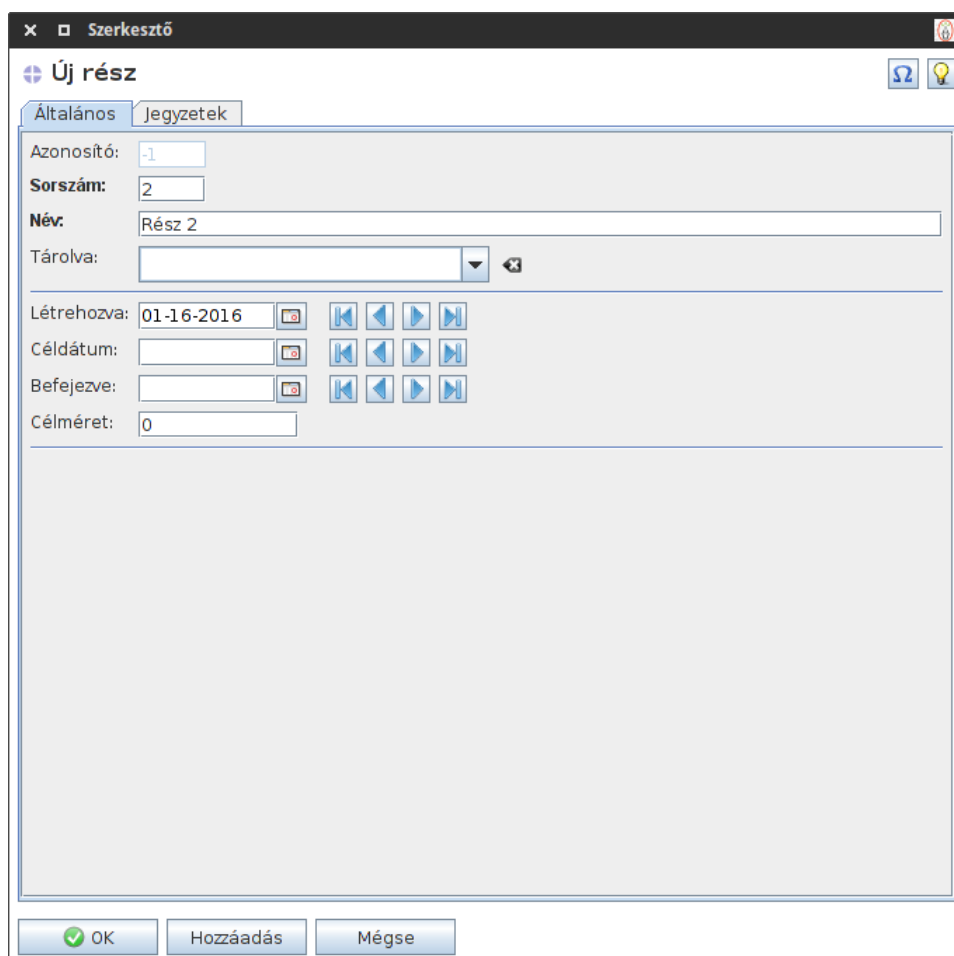 Szerkesztő
Új rész
Ω
Általános Jegyzetek
Azonosító: -1
Sorszám: 2
Név: Rész 2
Tárolva:
Létrehozva: 01-16-2016
Céldátum:
Befejezve:
Célméret: 0
OK Hozzáadás Mégse